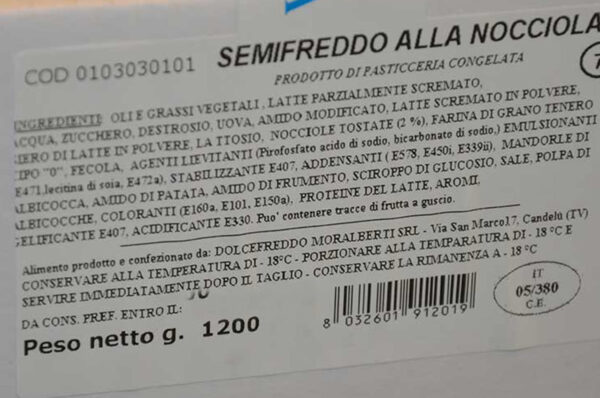 COD 0103030101 SEMIFREDDO ALLA NOCCIOLA
PRODOTTO DI PASTICCERIA CONGELATA
INGREDIENTI: OLI E GRASSI VEGETALI, LATTE PARZIALMENTE SCREMATO,
ACQUA, ZUCCHERO, DESTROSIO, UOVA, AMIDO MODIFICATO, LATTE SCREMATO IN POLVERE,
SIERO DI LATTE IN POLVERE, LA TTOSIO, NOCCIOLE TOSTATE (2 %), FARINA DI GRANO TENERO
TIPO "0", FECOLA, AGENTI LIEVITANTI (Pirofosfato acido di sodio, bicarbonato di sodio,) EMULSIONANTI
(E471,lecitina di soia, E472a), STABILIZZANTE E407, ADDENSANTI (E578, E450i, E339ii), MANDORLE DI
ALBICOCCA, AMIDO DI PATATA, AMIDO DI FRUMENTO, SCIROPPO DI GLUCOSIO, SALE, POLPA DI
ALBICOCCHE, COLORANTI (E160a, E101, E150a), PROTEINE DEL LATTE, AROMI,
GELIFICANTE E407, ACIDIFICANTE E330. Puo' contenere tracce di frutta a guscio.
Alimento prodotto e confezionato da: DOLCEFREDDO MORALBERTI SRL - Via San Marco17, Candelù (TV)
CONSERVARE ALLA TEMPERATURA DI - 18°C - PORZIONARE ALLA TEMPARATURA DI - 18 °C E
SERVIRE IMMEDIATAMENTE DOPO IL TAGLIO - CONSERVARE LA RIMANENZA A - 18 °C
DA CONS. PREF. ENTRO IL:
Peso netto g. 1200
8 032601 912019
IT
05/380
C.E.